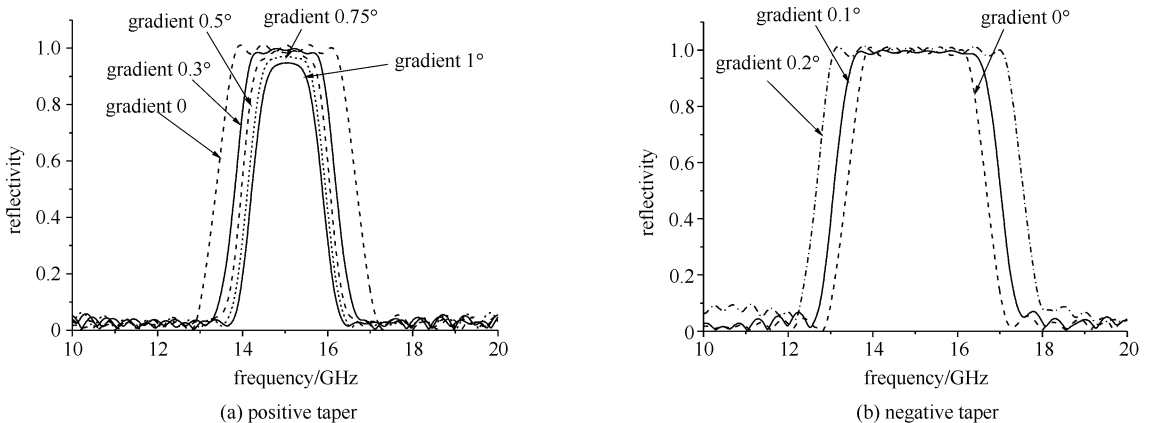 gradient 0.5°
gradient 0.75°
gradient 0.3°
gradient 1°
gradient 0
1.0
0.8
0.6
0.4
0.2
0
reflectivity
10
12
14
16
18
20
frequency/GHz
(a) positive taper
gradient 0.1°
gradient 0°
gradient 0.2°
1.0
0.8
0.6
0.4
0.2
0
reflectivity
10
12
14
16
18
20
frequency/GHz
(b) negative taper